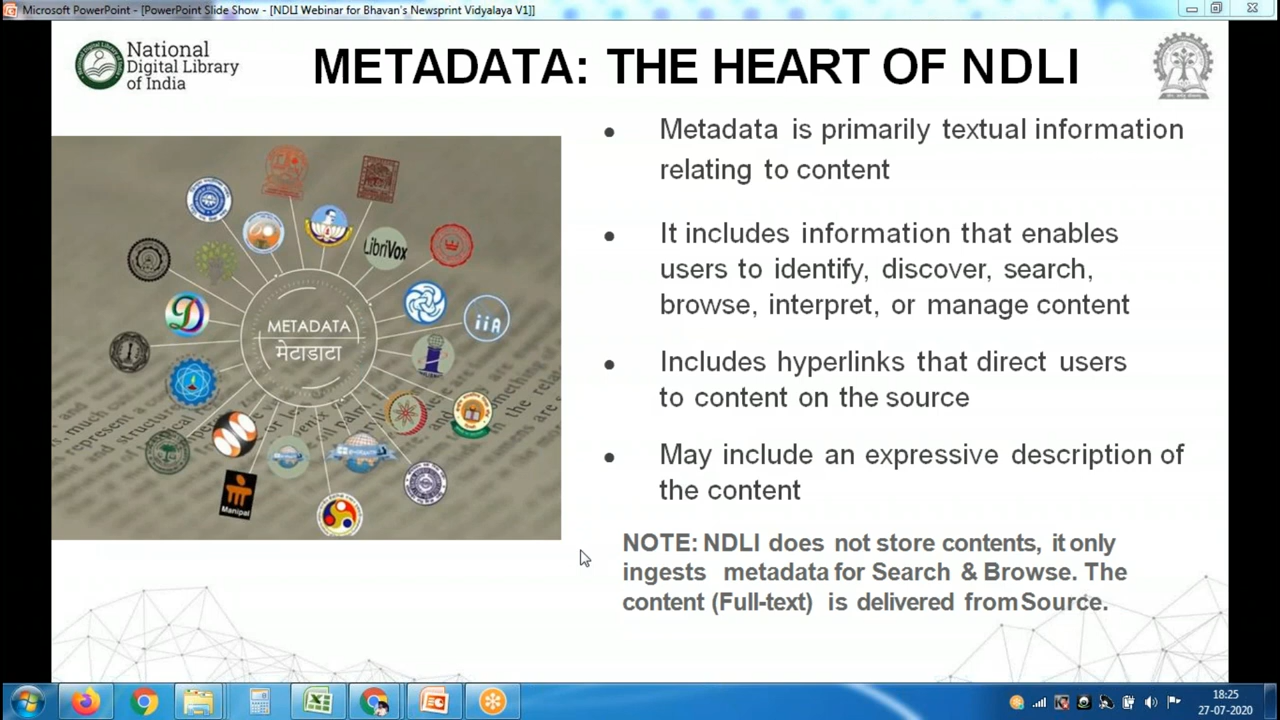 Microsoft PowerPoint - [PowerPoint Slide Show - [NDLI Webinar for Bhavan's Newsprint Vidyalaya V1]]
National
Digital Library
of India
METADATA: THE HEART OF NDLI
Metadata is primarily textual information
relating to content
It includes information that enables
users to identify, discover, search,
browse, interpret, or manage content
Includes hyperlinks that direct users
to content on the source
May include an expressive description of
the content
NOTE: NDLI does not store contents, it only
ingests metadata for Search & Browse. The
content (Full-text) is delivered from Source.
LibriVox
iiA
METADATA
मेटाडाटा
Manipal
18:25
27-07-2020